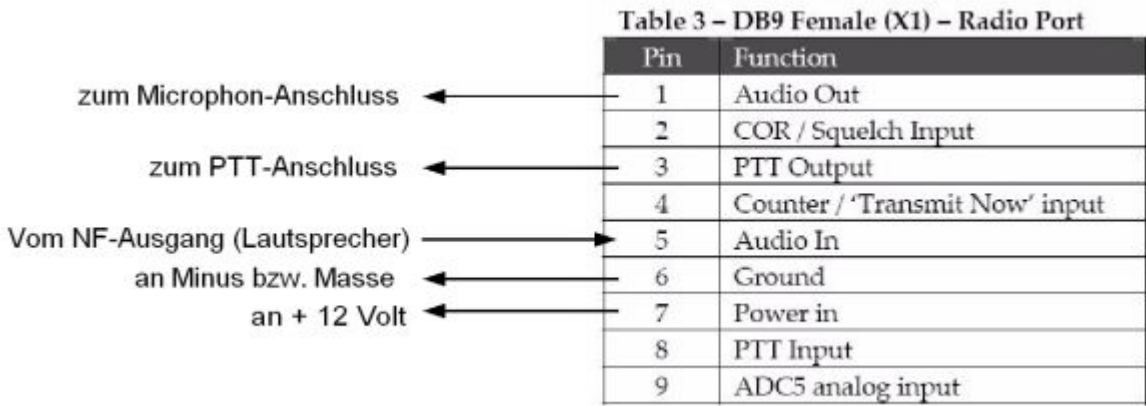 Table 3 – DB9 Female (X1) – Radio Port
Pin Function
zum Microphon-Anschluss 1 Audio Out
2 COR / Squelch Input
zum PTT-Anschluss 3 PTT Output
4 Counter / 'Transmit Now' input
Vom NF-Ausgang (Lautsprecher) 5 Audio In
an Minus bzw. Masse 6 Ground
an + 12 Volt 7 Power in
8 PTT Input
9 ADC5 analog input